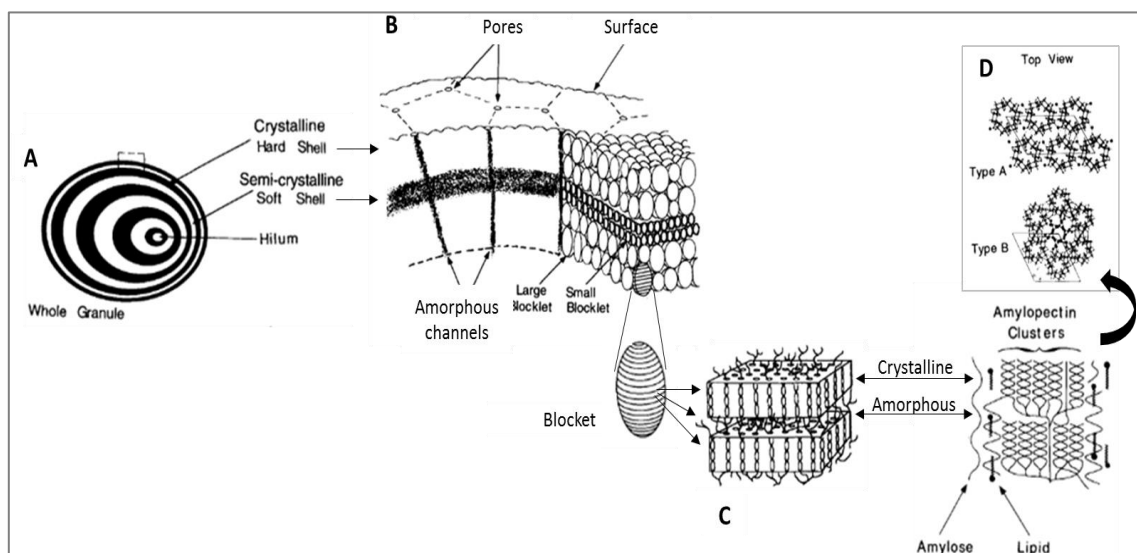 A
Crystalline
Hard Shell
Semi-crystalline
Soft Shell
Hilum
Whole Granule
B
Pores
Surface
Amorphous
channels
Large
Blocklet
Small
Blocklet
Blocket
C
Crystalline
Amorphous
Amylose
Lipid
Amylopectin
Clusters
D
Top View
Type A
Type B